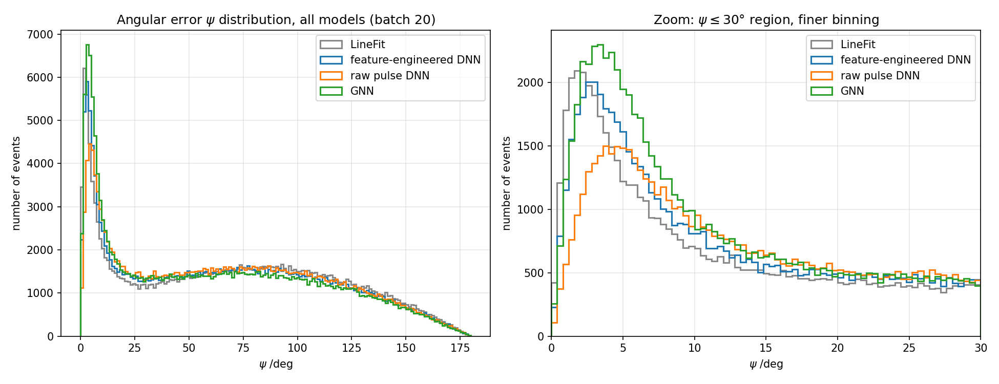 Angular error ψ distribution, all models (batch 20)
7000
6000
5000
4000
3000
2000
1000
0
number of events
LineFit
feature-engineered DNN
raw pulse DNN
GNN
0 25 50 75 100 125 150 175
ψ /deg
Zoom: ψ ≤ 30° region, finer binning
2000
1500
1000
500
0
number of events
LineFit
feature-engineered DNN
raw pulse DNN
GNN
0 5 10 15 20 25 30
ψ /deg